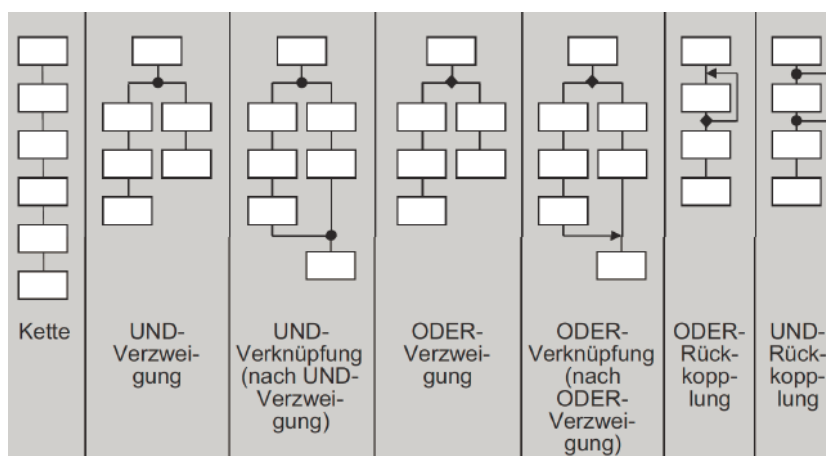 Kette
UND-
Verzwei-
gung
UND-
Verknüpfung
(nach UND-
Verzwei-
gung)
ODER-
Verzwei-
gung
ODER-
Verknüpfung
(nach
ODER-
Verzwei-
gung)
ODER-
Rück-
kopp-
lung
UND-
Rück-
kopp-
lung